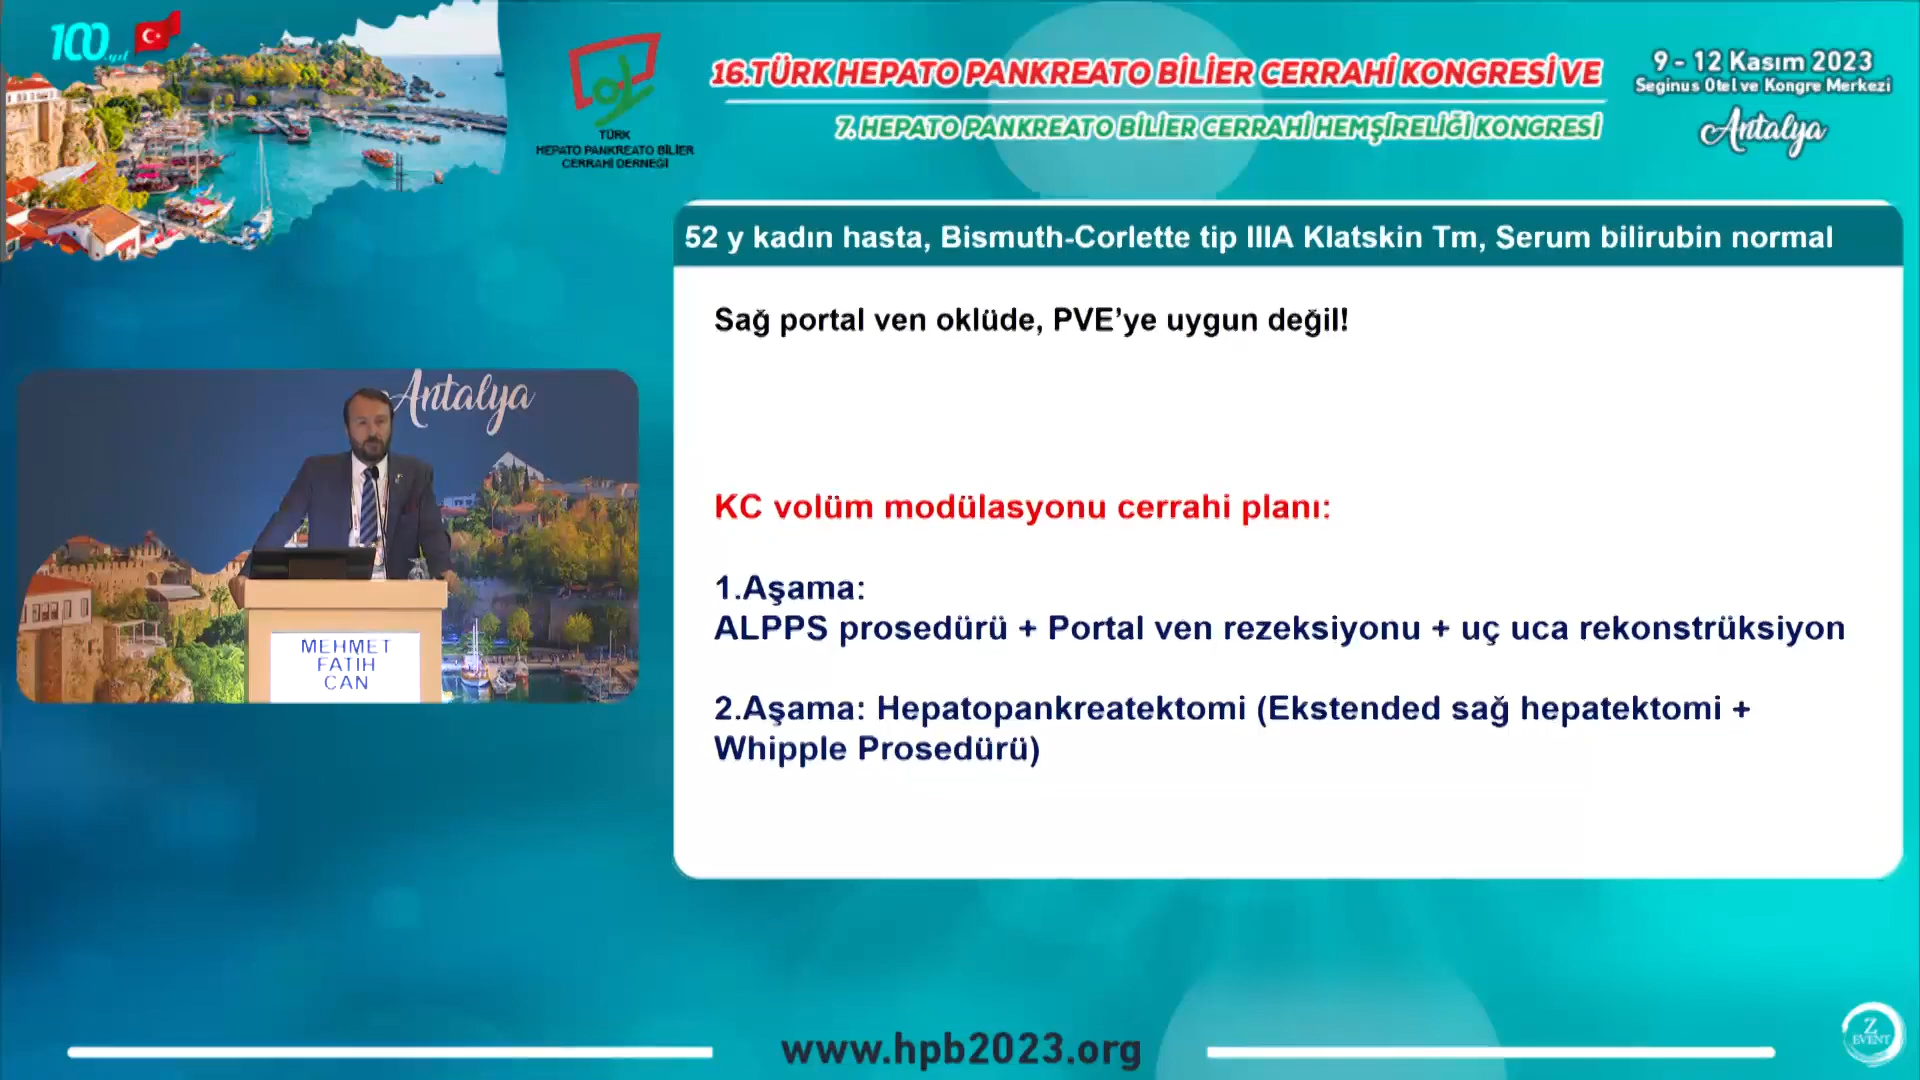 100.yıl
TÜRK
HEPATO PANKREATO BİLİER
CERRAHİ DERNEĞİ
16.TÜRK HEPATO PANKREATO BİLİER CERRAHİ KONGRESİ VE
7. HEPATO PANKREATO BİLİER CERRAHİ HEMŞİRELİĞİ KONGRESİ
9 - 12 Kasım 2023
Seginus Otel ve Kongre Merkezi
Antalya
52 y kadın hasta, Bismuth-Corlette tip IIIA Klatskin Tm, Serum bilirubin normal
Sağ portal ven oklüde, PVE’ye uygun değil!
KC volüm modülasyonu cerrahi planı:
1.Aşama:
ALPPS prosedürü + Portal ven rezeksiyonu + uç uca rekonstrüksiyon
2.Aşama: Hepatopankreatektomi (Ekstended sağ hepatektomi +
Whipple Prosedürü)
Antalya
MEHMET
FATIH
CAN
www.hpb2023.org
Z
EVENT